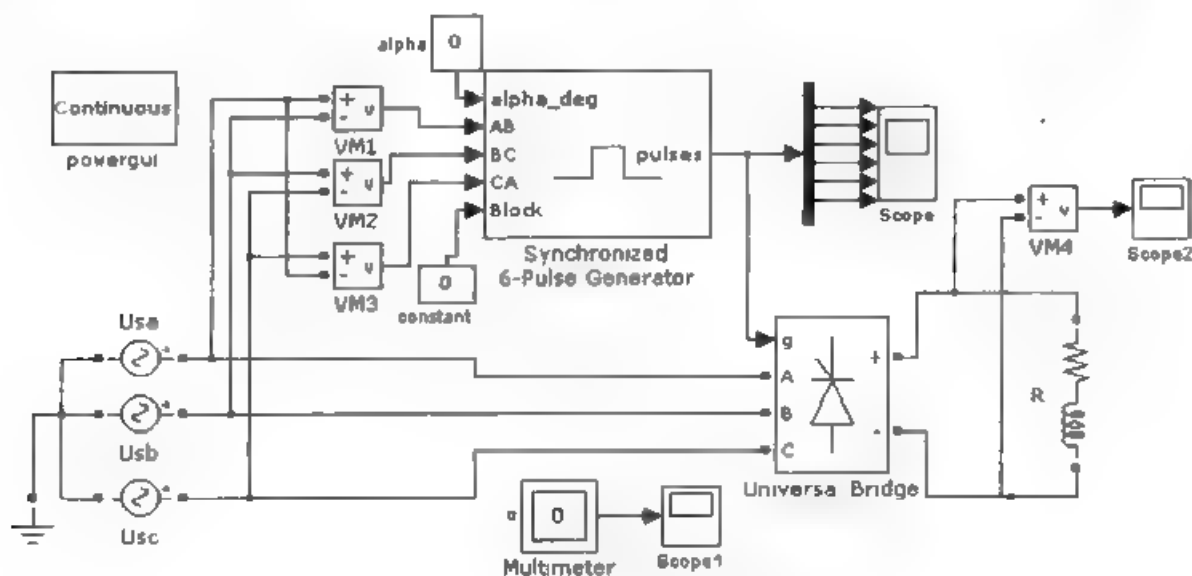 alpha
0
Continuous
powergui
+
-
v
VM1
+
-
v
VM2
+
-
v
VM3
alpha_deg
AB
BC
CA
Block
pulses
Synchronized
6-Pulse Generator
0
constant
Scope
+
-
v
VM4
Scope2
Usa
+
Usb
+
Usc
+
g
A
B
C
+
-
Universa Bridge
R
0
Multimeter
Scope1